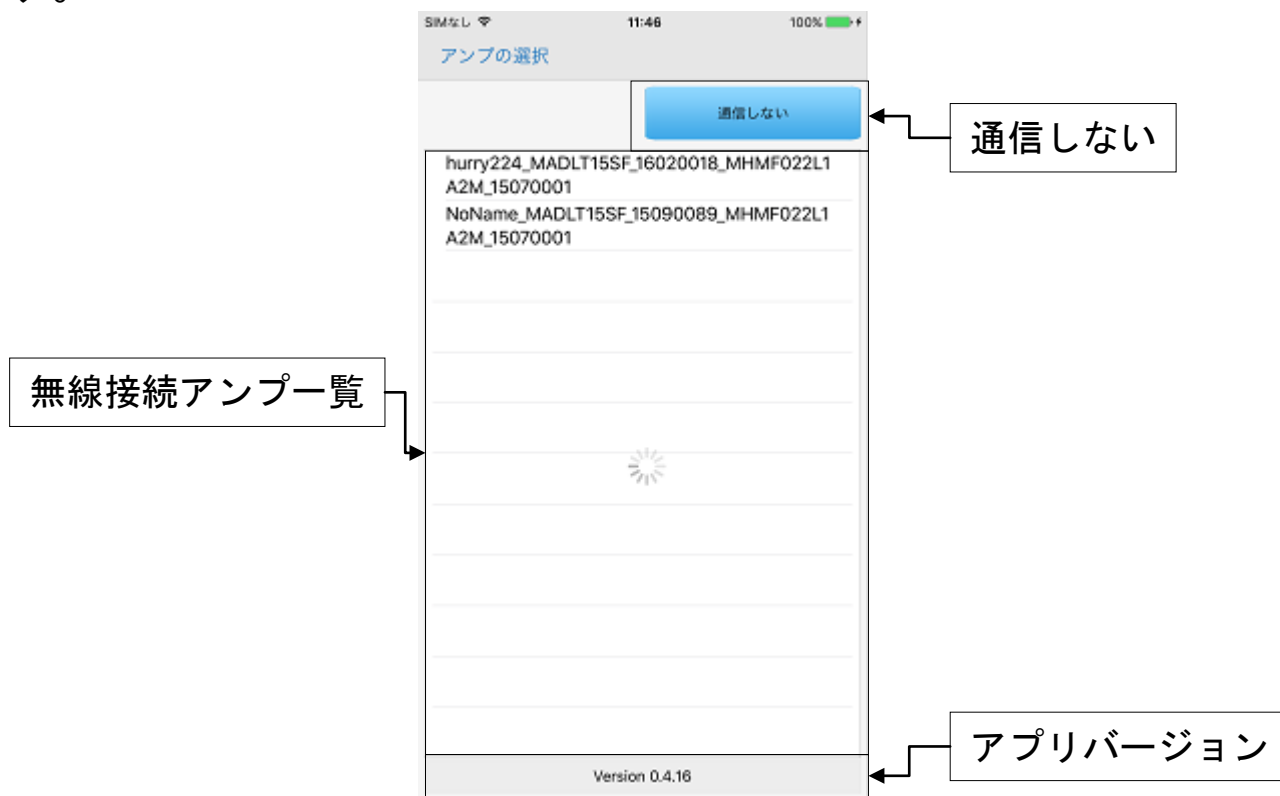 す。
SIMなし 11:46 100%
アンプの選択
通信しない
通信しない
hurry224_MADLT15SF_16020018_MHMF022L1
A2M_15070001
NoName_MADLT15SF_15090089_MHMF022L1
A2M_15070001
無線接続アンプ一覧
アプリバージョン
Version 0.4.16